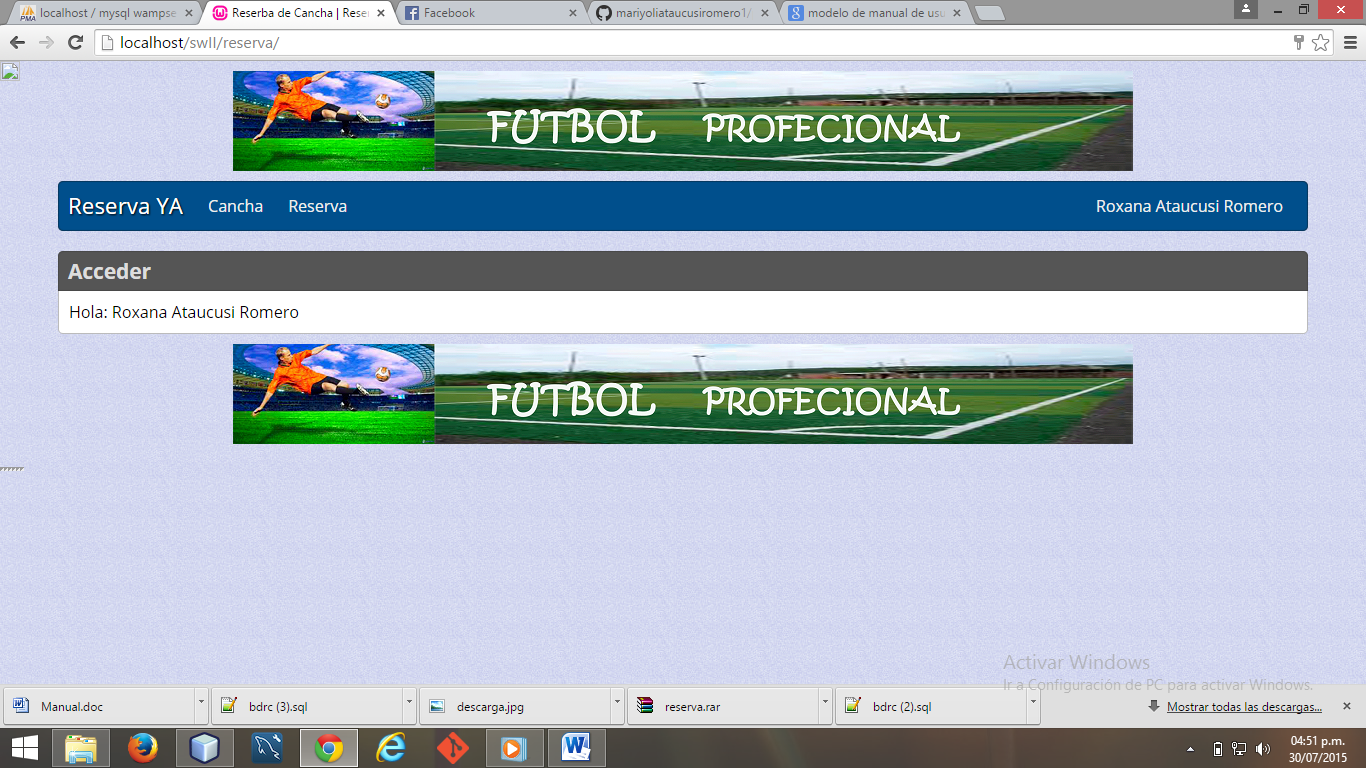 localhost / mysql wampse
Reserba de Cancha | Rese
Facebook
mariyoliataucusiromero1/
modelo de manual de usu
localhost/swll/reserva/
FUTBOL PROFECIONAL
Reserva YA Cancha Reserva Roxana Ataucusi Romero
Acceder
Hola: Roxana Ataucusi Romero
FUTBOL PROFECIONAL
Activar Windows
Ir a Configuración de PC para activar Windows.
Manual.doc
bdrc (3).sql
descarga.jpg
reserva.rar
bdrc (2).sql
Mostrar todas las descargas...
04:51 p.m.
30/07/2015